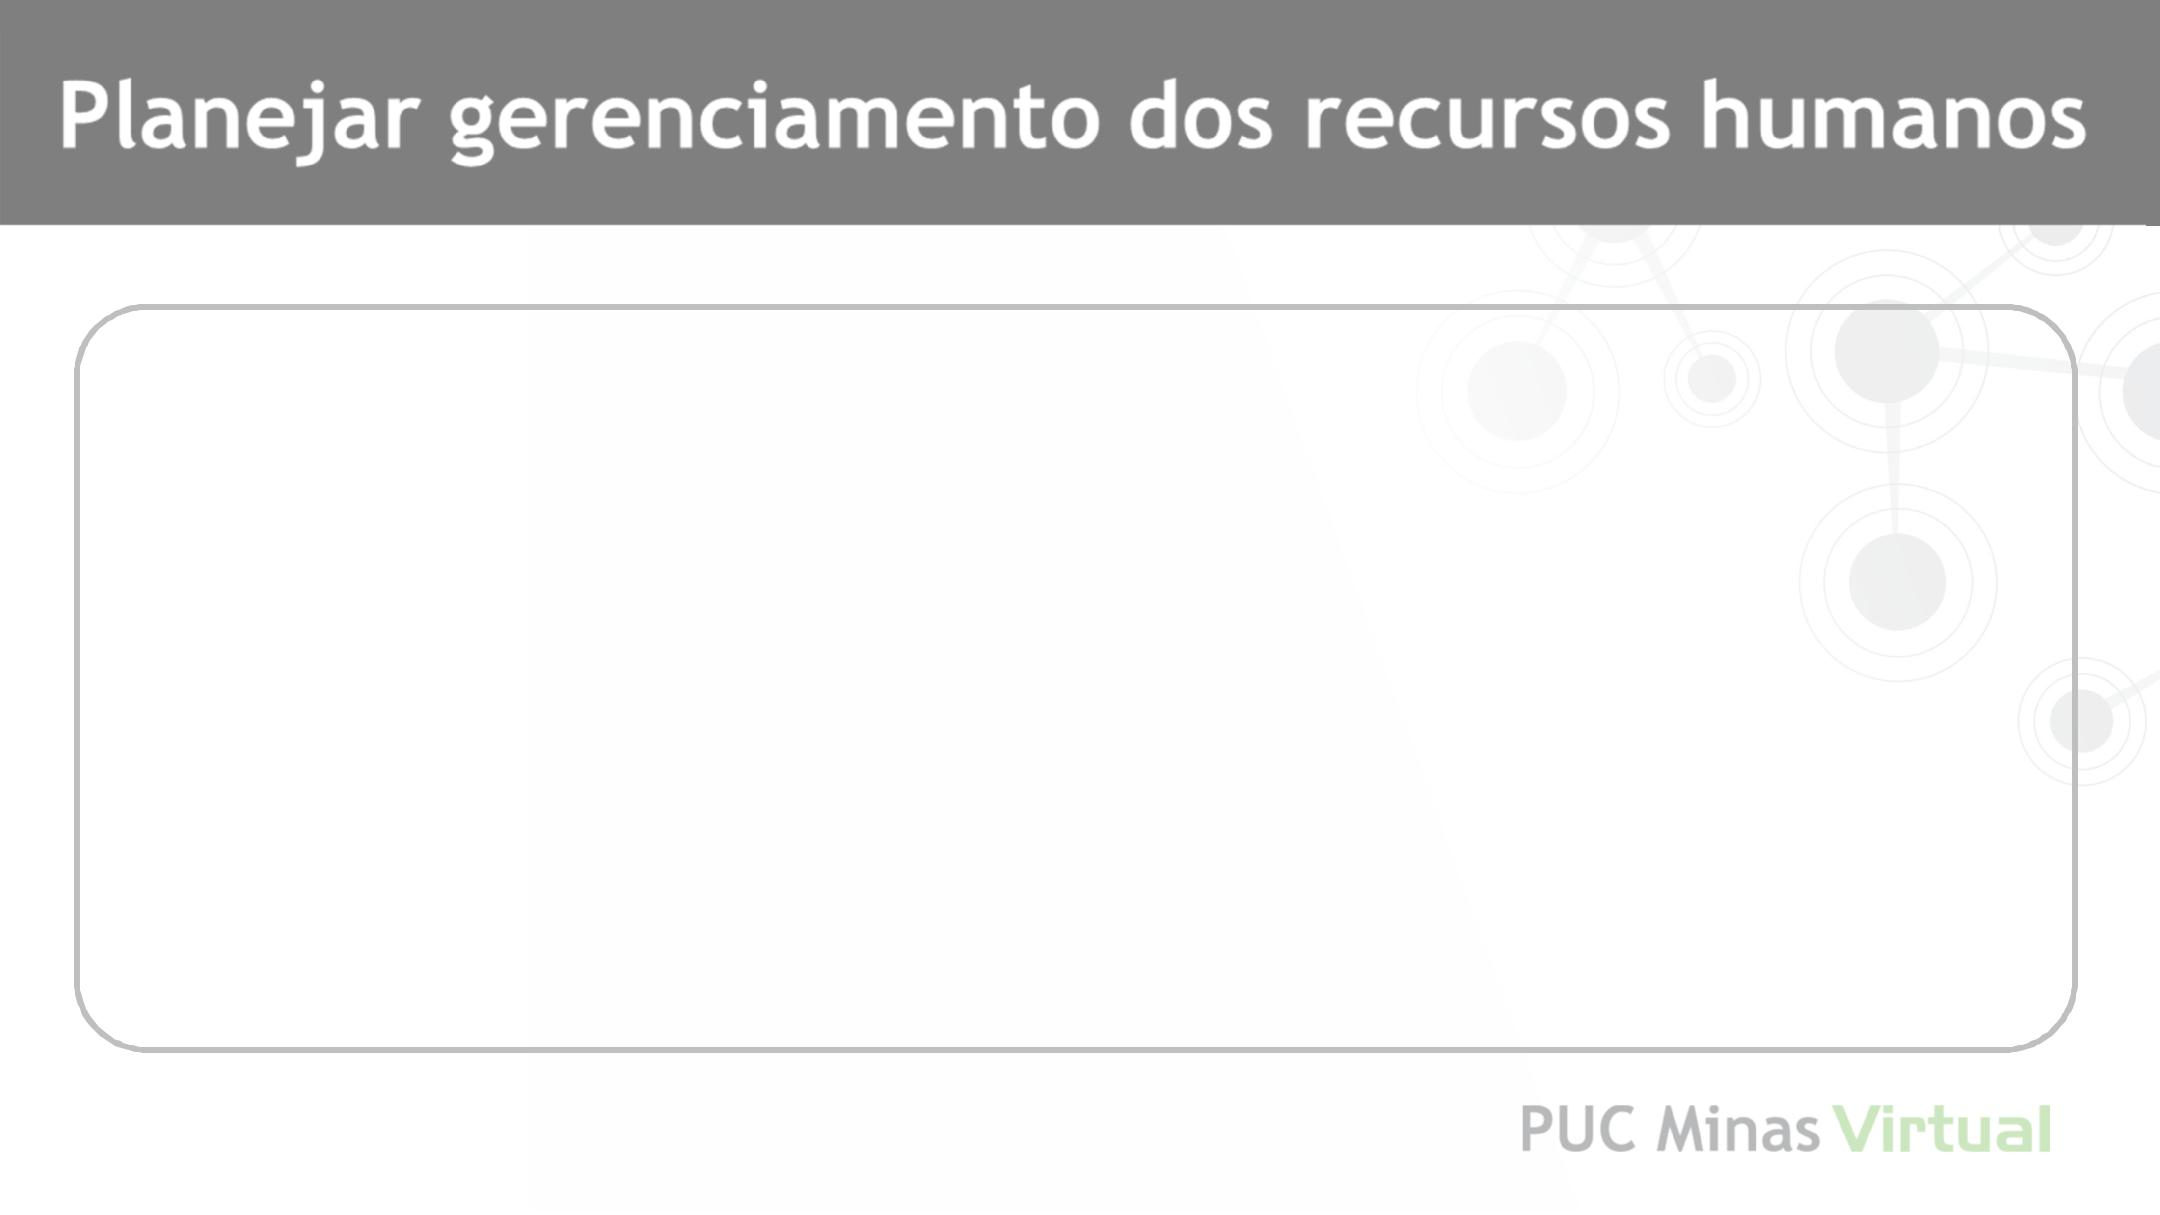 Planejar gerenciamento dos recursos humanos
PUC Minas Virtual